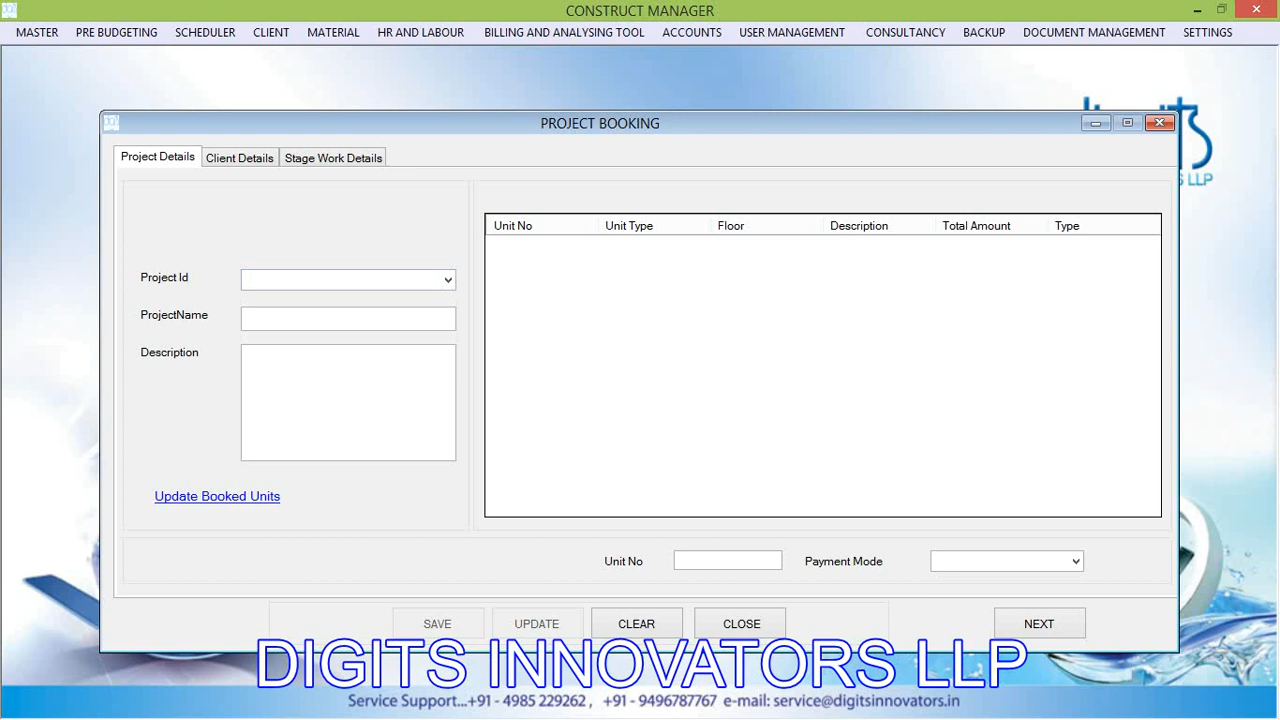 CONSTRUCT MANAGER
MASTER PRE BUDGETING SCHEDULER CLIENT MATERIAL HR AND LABOUR BILLING AND ANALYSING TOOL ACCOUNTS USER MANAGEMENT CONSULTANCY BACKUP DOCUMENT MANAGEMENT SETTINGS
PROJECT BOOKING
Project Details Client Details Stage Work Details
Unit No Unit Type Floor Description Total Amount Type
Project Id
ProjectName
Description
Update Booked Units
Unit No Payment Mode
SAVE UPDATE CLEAR CLOSE NEXT
DIGITS INNOVATORS LLP
Service Support...+91 - 4985 229262 , +91 - 9496787767 e-mail: service@digitsinnovators.in